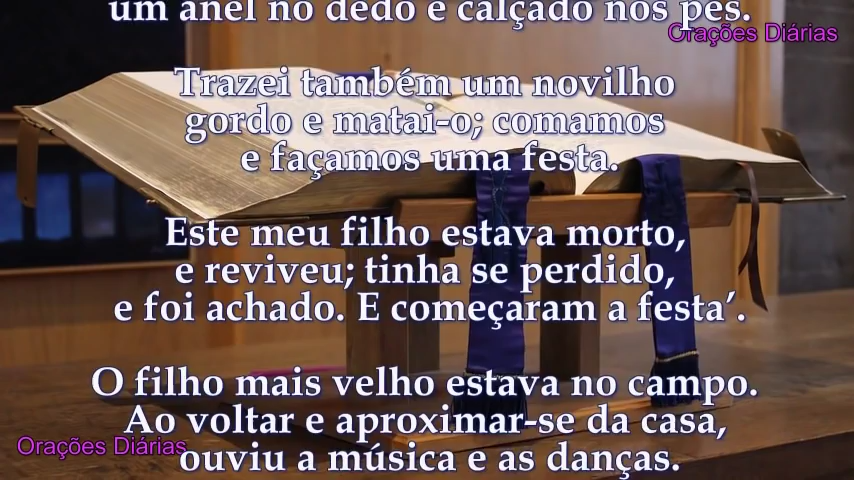 um anel no dedo e calçado nos pés.
Orações Diárias
Trazei também um novilho
gordo e matai-o; comamos
e façamos uma festa.
Este meu filho estava morto,
e reviveu; tinha se perdido,
e foi achado. E começaram a festa’.
O filho mais velho estava no campo.
Ao voltar e aproximar-se da casa,
Orações Diárias
ouviu a música e as danças.